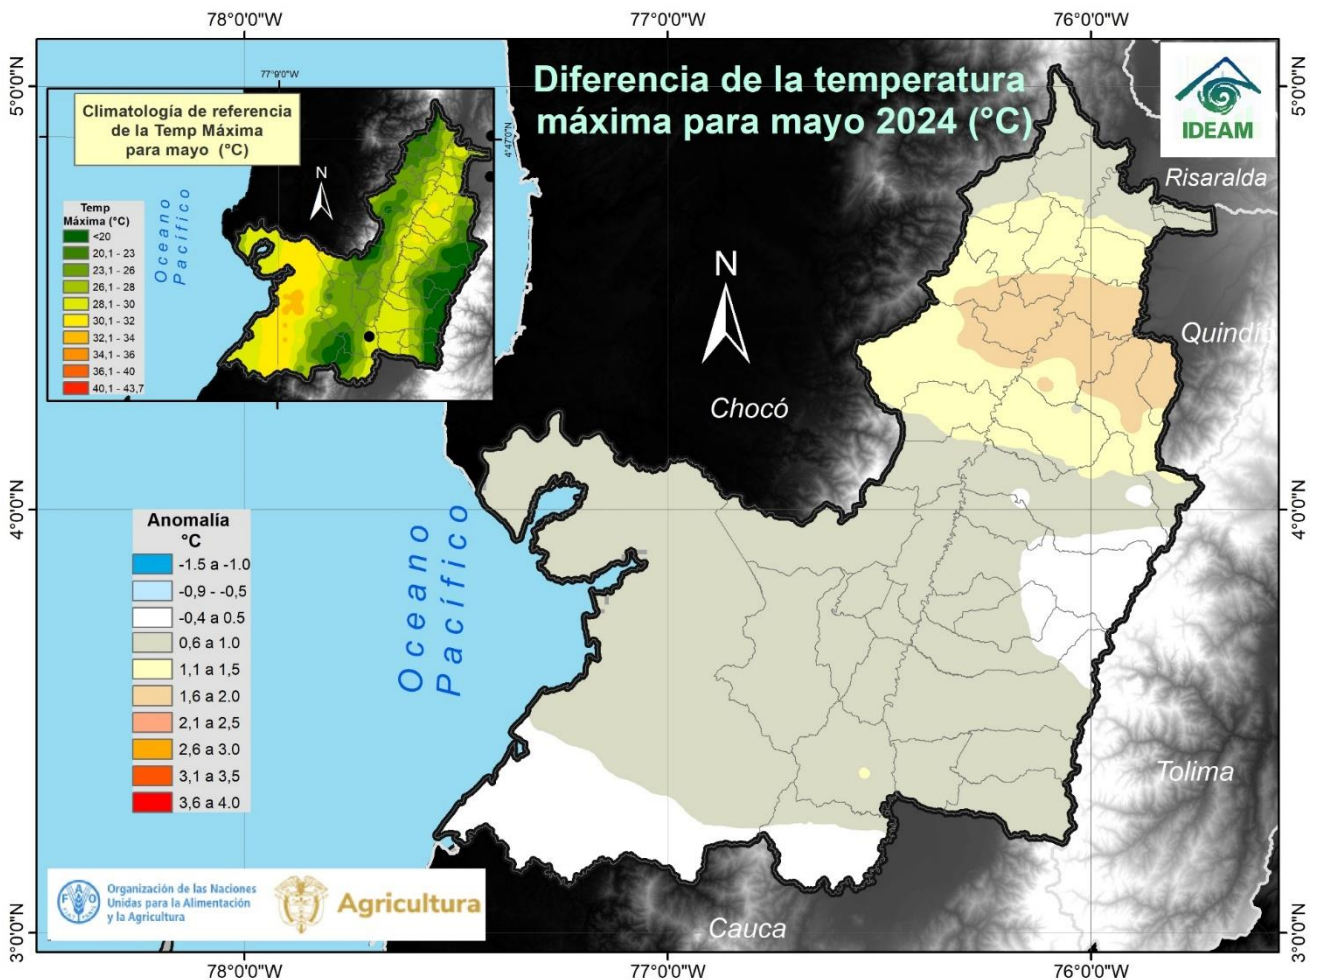 78°0'0"W
77°0'0"W
76°0'0"W
5°0'0"N
5°0'0"N
Diferencia de la temperatura
máxima para mayo 2024 (°C)
IDEAM
77°9'0"W
4°47'0"N
Climatología de referencia
de la Temp Máxima
para mayo (°C)
N
Temp
Máxima (°C)
<20
20,1 - 23
23,1 - 26
26,1 - 28
28,1 - 30
30,1 - 32
32,1 - 34
34,1 - 36
36,1 - 40
40,1 - 43,7
Oceano
Pacífico
Risaralda
N
Quindío
Chocó
4°0'0"N
4°0'0"N
Anomalía
°C
-1.5 a -1.0
-0,9 - -0,5
-0,4 a 0.5
0,6 a 1.0
1,1 a 1,5
1,6 a 2.0
2,1 a 2,5
2,6 a 3.0
3,1 a 3,5
3,6 a 4.0
Oceano
Pacífico
Tolima
Cauca
FAO
Organización de las Naciones
Unidas para la Alimentación
y la Agricultura
Agricultura
3°0'0"N
3°0'0"N
78°0'0"W
77°0'0"W
76°0'0"W